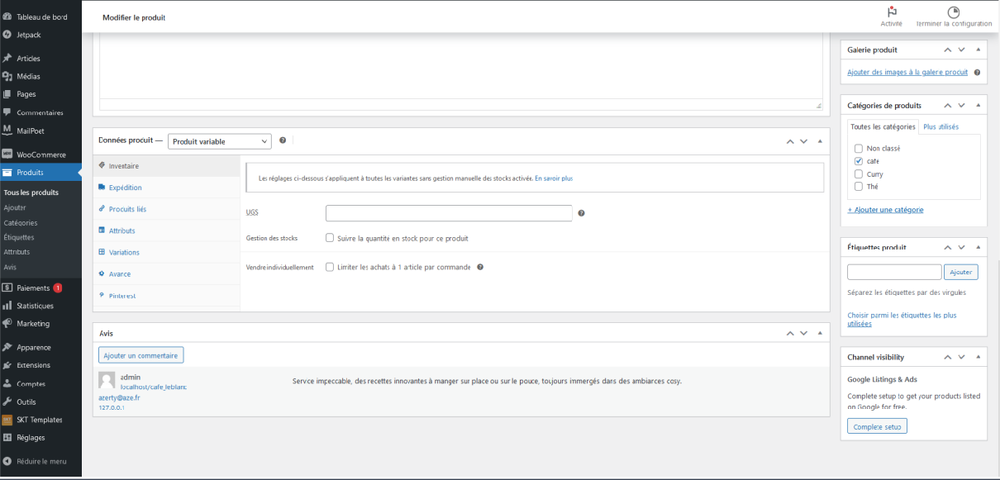 Tableau de bord
Jetpack
Articles
Médias
Pages
Commentaires
MailPoet
WooCommerce
Produits
Tous les produits
Ajouter
Catégories
Étiquettes
Attributs
Avis
Paiements 1
Statistiques
Marketing
Apparence
Extensions
Comptes
Outils
SKT Templates
Réglages
Réduire le menu
Modifier le produit
Activité
Terminer la configuration
Données produit — Produit variable
Inventaire
Expédition
Produits liés
Attributs
Variations
Avancé
Pinterest
Les réglages ci-dessous s'appliquent à toutes les variantes sans gestion manuelle des stocks activée. En savoir plus
UGS
Gestion des stocks Suivre la quantité en stock pour ce produit
Vendre individuellement Limiter les achats à 1 article par commande
Avis
Ajouter un commentaire
admin
localhost/cafe_leblanc
azerty@aze.fr
127.0.0.1
Service impeccable, des recettes innovantes à manger sur place ou sur le pouce, toujours immergés dans des ambiances cosy.
Galerie produit
Ajouter des images à la galerie produit
Catégories de produits
Toutes les catégories Plus utilisés
Non classé
café
Curry
Thé
+ Ajouter une catégorie
Étiquettes produit
Ajouter
Séparez les étiquettes par des virgules
Choisir parmi les étiquettes les plus
utilisées
Channel visibility
Google Listings & Ads
Complete setup to get your products listed
on Google for free.
Complete setup